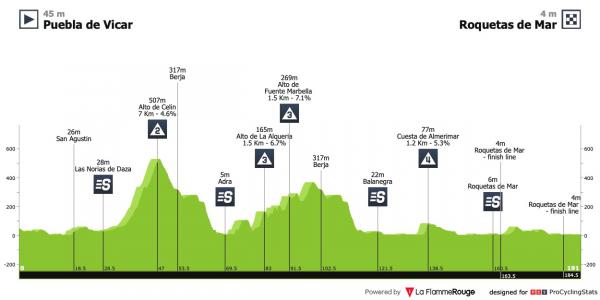 45 m
Puebla de Vicar
4 m
Roquetas de Mar
26m
San Agustin
28m
Las Norias de Daza
S
507m
Alto de Celin
7 Km - 4.6%
2
317m
Berja
5m
Adra
S
165m
Alto de La Alqueria
1.5 Km - 6.7%
3
269m
Alto de
Fuente Marbella
1.5 Km - 7.1%
3
317m
Berja
22m
Balanegra
S
77m
Cuesta de Almerimar
1.2 Km - 5.3%
4
4m
Roquetas de Mar
- finish line
6m
Roquetas de Mar
S
4m
Roquetas de Mar
- finish line
600
400
200
0
-200
600
400
200
0
-200
0
18.5
28.5
47
53.5
69.5
83
91.5
102.5
121.5
138.5
160.5
163.5
184.5
191
Powered by La FlammeRouge designed for PCS ProCyclingStats